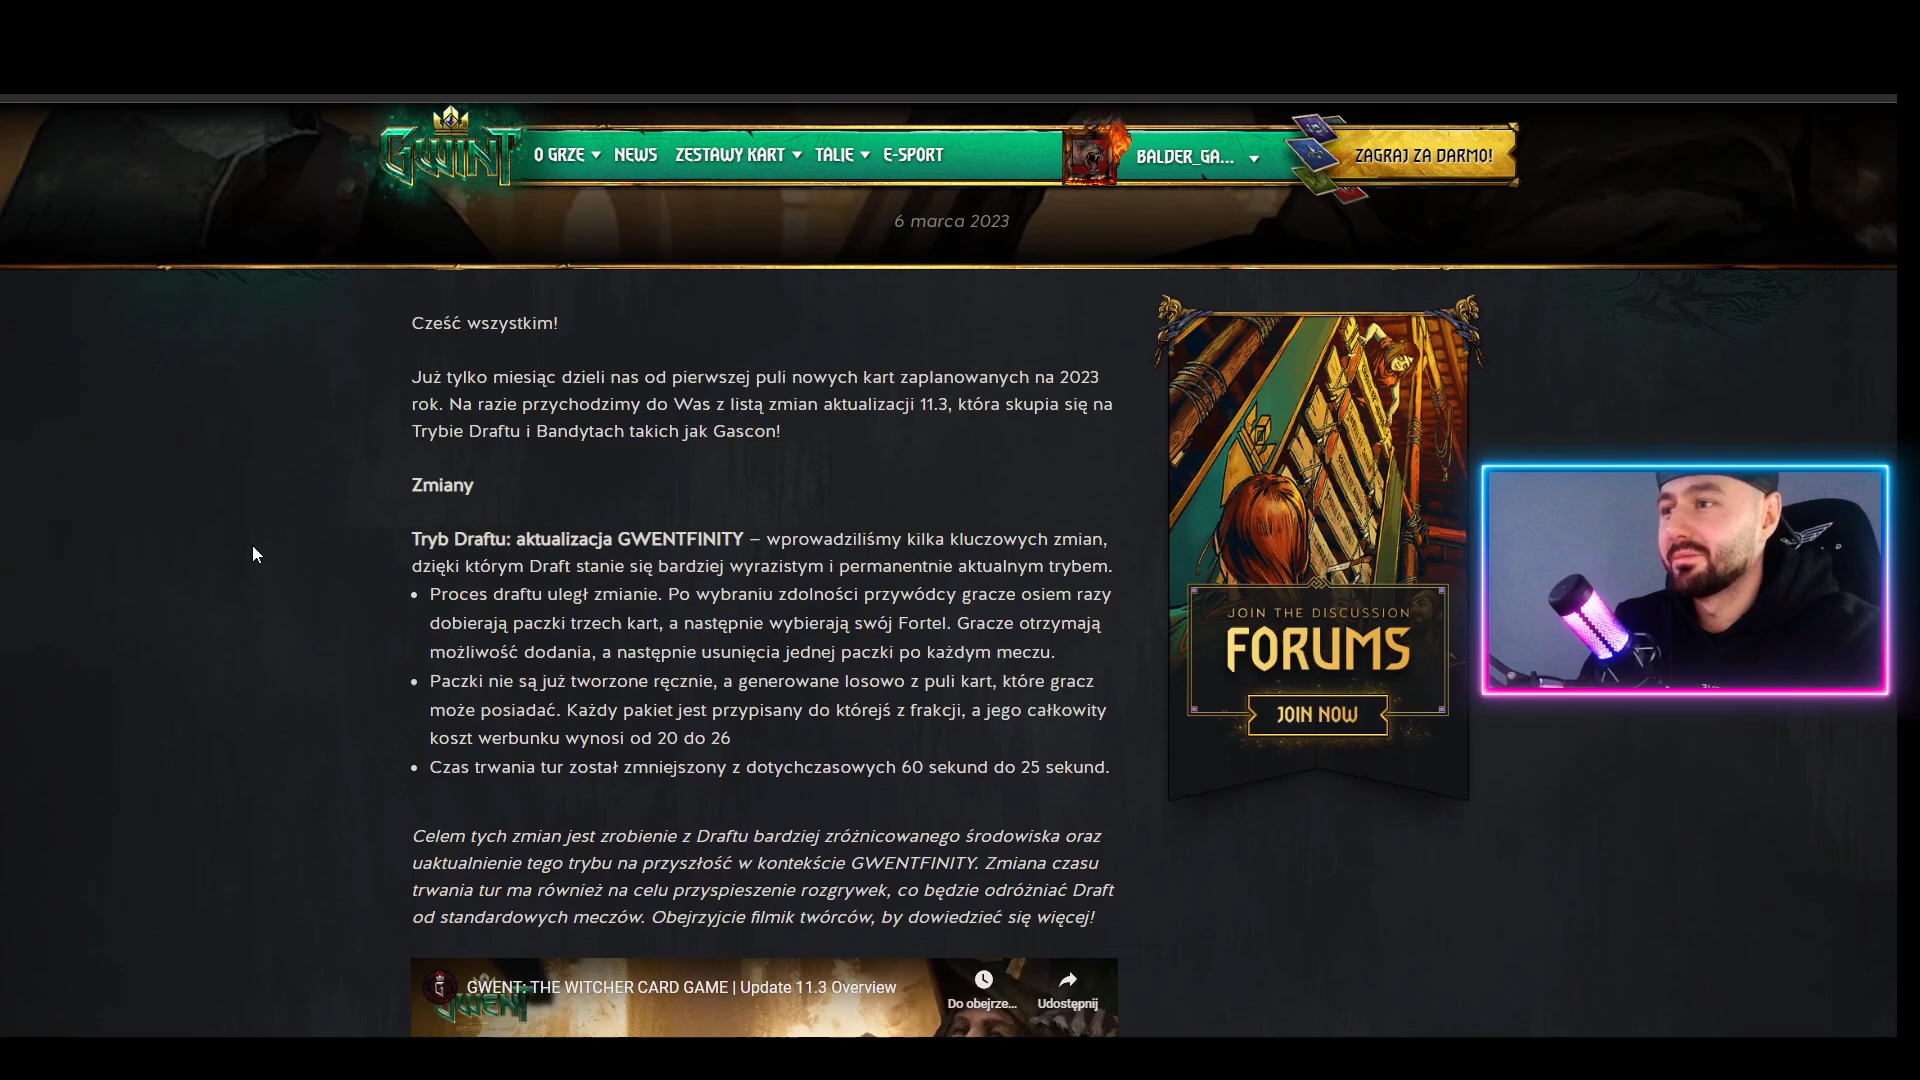 GWINT
O GRZE
NEWS
ZESTAWY KART
TALIE
E-SPORT
BALDER_GA...
ZAGRAJ ZA DARMO!
6 marca 2023
Cześć wszystkim!
Już tylko miesiąc dzieli nas od pierwszej puli nowych kart zaplanowanych na 2023
rok. Na razie przychodzimy do Was z listą zmian aktualizacji 11.3, która skupia się na
Trybie Draftu i Bandytach takich jak Gascon!
Zmiany
Tryb Draftu: aktualizacja GWENTFINITY – wprowadziliśmy kilka kluczowych zmian,
dzięki którym Draft stanie się bardziej wyrazistym i permanentnie aktualnym trybem.
• Proces draftu uległ zmianie. Po wybraniu zdolności przywódcy gracze osiem razy
dobierają paczki trzech kart, a następnie wybierają swój Fortel. Gracze otrzymają
możliwość dodania, a następnie usunięcia jednej paczki po każdym meczu.
• Paczki nie są już tworzone ręcznie, a generowane losowo z puli kart, które gracz
może posiadać. Każdy pakiet jest przypisany do którejś z frakcji, a jego całkowity
koszt werbunku wynosi od 20 do 26
• Czas trwania tur został zmniejszony z dotychczasowych 60 sekund do 25 sekund.
Celem tych zmian jest zrobienie z Draftu bardziej zróżnicowanego środowiska oraz
uaktualnienie tego trybu na przyszłość w kontekście GWENTFINITY. Zmiana czasu
trwania tur ma również na celu przyspieszenie rozgrywek, co będzie odróżniać Draft
od standardowych meczów. Obejrzyjcie filmik twórców, by dowiedzieć się więcej!
GWENT: THE WITCHER CARD GAME | Update 11.3 Overview
Do obejrze...
Udostępnij
GWENT
JOIN THE DISCUSSION
FORUMS
JOIN NOW